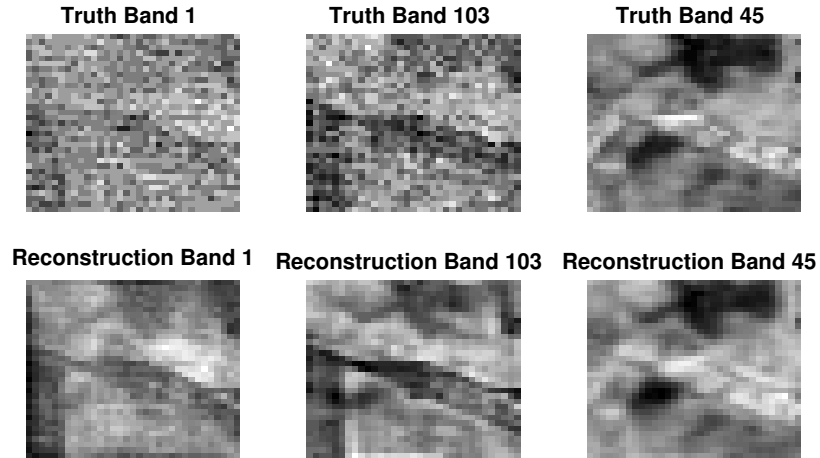 Truth Band 1
Truth Band 103
Truth Band 45
Reconstruction Band 1
Reconstruction Band 103
Reconstruction Band 45